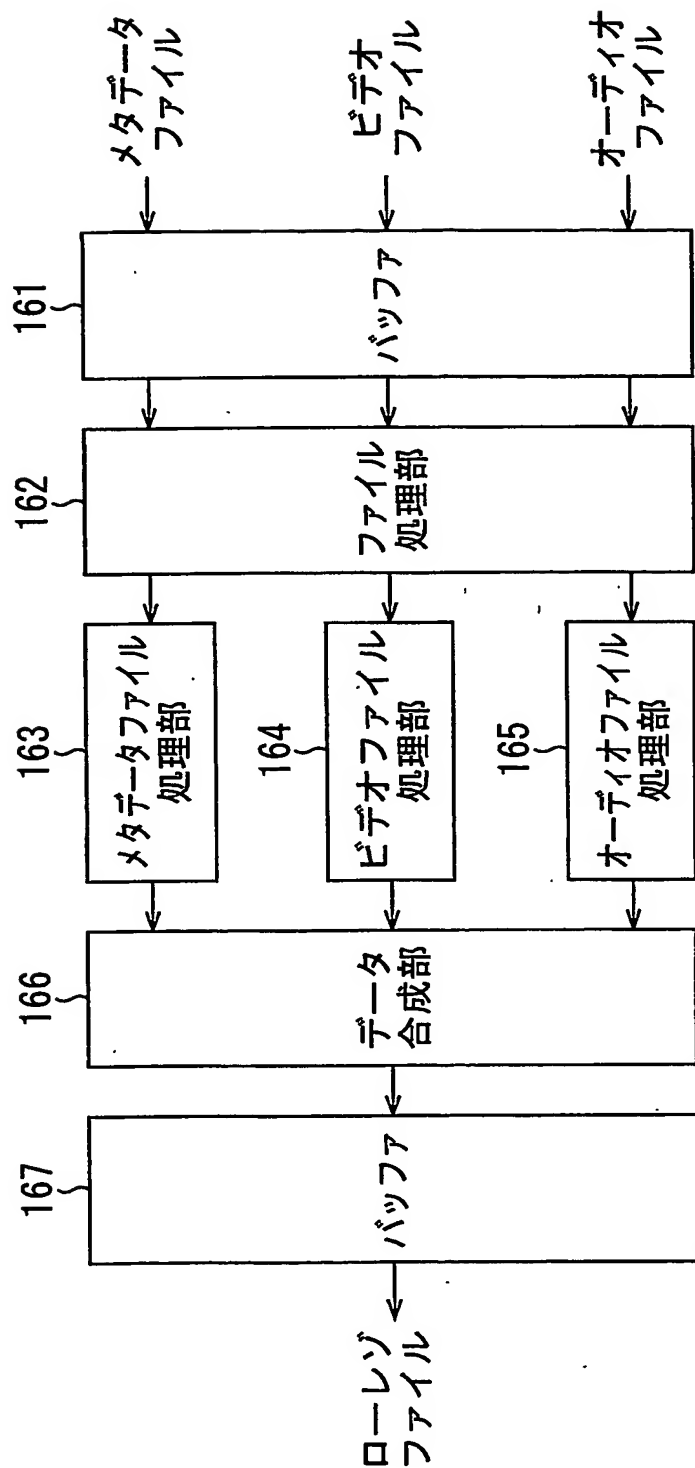 ローレゾ
ファイル
167
バッファ
166
データ
合成部
163
メタデータファイル
処理部
164
ビデオファイル
処理部
165
オーディオファイル
処理部
162
ファイル
処理部
161
バッファ
メタデータ
ファイル
ビデオ
ファイル
オーディオ
ファイル